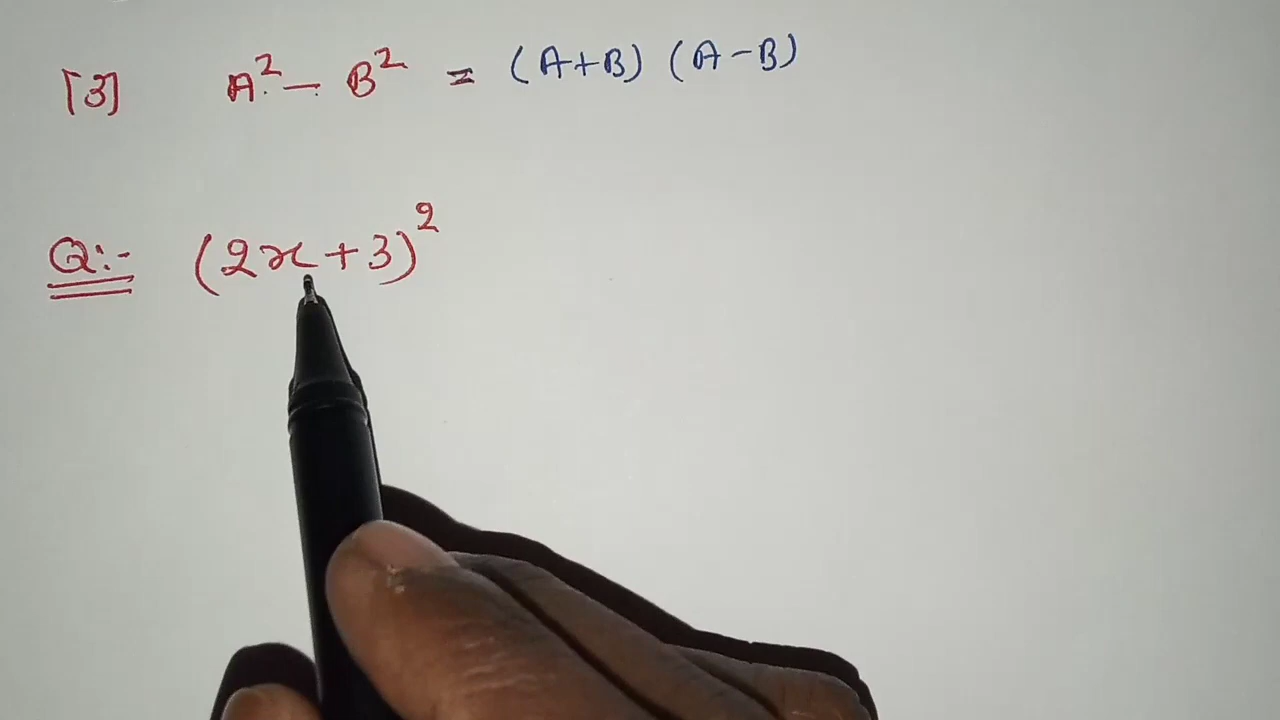 [3] A² − B² = (A+B) (A−B)
Q:- (2x+3)²